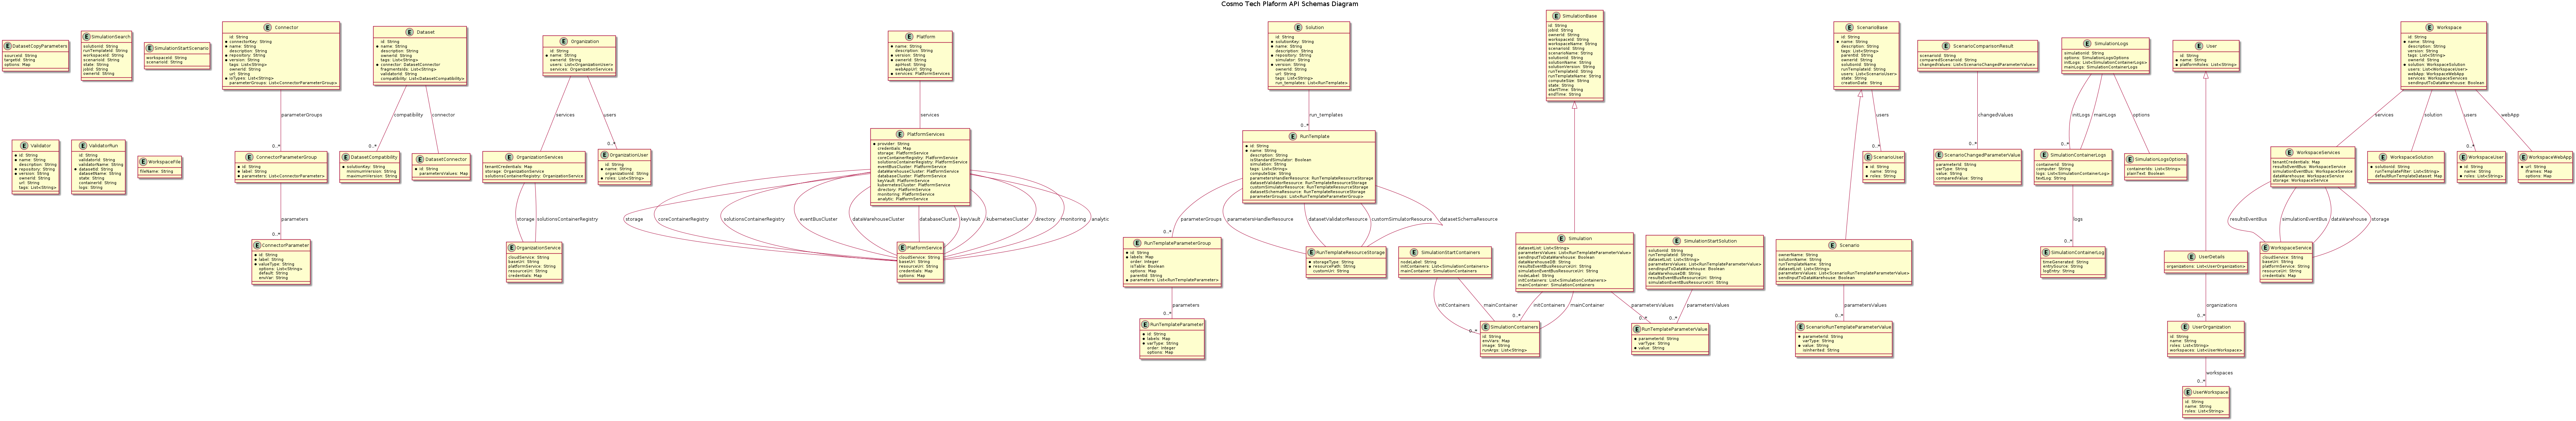 Cosmo Tech Plaform API Schemas Diagram
DatasetCopyParameters
sourceId: String
targetId: String
options: Map
SimulationSearch
solutionId: String
runTemplateId: String
workspaceId: String
scenarioId: String
state: String
jobId: String
ownerId: String
SimulationStartScenario
workspaceId: String
scenarioId: String
Connector
id: String
connectorKey: String
name: String
description: String
repository: String
version: String
tags: List<String>
ownerId: String
url: String
ioTypes: List<String>
parameterGroups: List<ConnectorParameterGroup>
Dataset
id: String
name: String
description: String
ownerId: String
tags: List<String>
connector: DatasetConnector
fragmentsIds: List<String>
validatorId: String
compatibility: List<DatasetCompatibility>
Organization
id: String
name: String
ownerId: String
users: List<OrganizationUser>
services: OrganizationServices
Platform
name: String
description: String
version: String
apiHost: String
webAppUrl: String
services: PlatformServices
Solution
id: String
solutionKey: String
name: String
description: String
repository: String
simulator: String
version: String
ownerId: String
url: String
tags: List<String>
run_templates: List<RunTemplate>
SimulationBase
id: String
jobId: String
ownerId: String
workspaceId: String
workspaceName: String
scenarioId: String
scenarioName: String
solutionId: String
solutionName: String
solutionVersion: String
runTemplateId: String
runTemplateName: String
computeSize: String
state: String
startTime: String
endTime: String
ScenarioBase
id: String
name: String
description: String
tags: List<String>
parentId: String
ownerId: String
solutionId: String
runTemplateId: String
users: List<ScenarioUser>
state: String
creationDate: String
ScenarioComparisonResult
scenarioId: String
comparedScenarioId: String
changedValues: List<ScenarioChangedParameterValue>
SimulationLogs
simulationId: String
options: SimulationLogsOptions
initLogs: List<SimulationContainerLogs>
mainLogs: SimulationContainerLogs
User
id: String
name: String
platformRoles: List<String>
Workspace
id: String
name: String
description: String
version: String
tags: List<String>
ownerId: String
solution: WorkspaceSolution
users: List<WorkspaceUser>
webApp: WorkspaceWebApp
services: WorkspaceServices
sendInputToDataWarehouse: Boolean
Validator
id: String
name: String
description: String
repository: String
version: String
ownerId: String
url: String
tags: List<String>
ValidatorRun
id: String
validatorId: String
validatorName: String
datasetId: String
datasetName: String
state: String
containerId: String
logs: String
WorkspaceFile
fileName: String
parameterGroups
0..*
ConnectorParameterGroup
id: String
label: String
parameters: List<ConnectorParameter>
parameters
0..*
ConnectorParameter
id: String
label: String
valueType: String
options: List<String>
default: String
envVar: String
compatibility
0..*
DatasetCompatibility
solutionKey: String
minimumVersion: String
maximumVersion: String
connector
DatasetConnector
id: String
parametersValues: Map
services
OrganizationServices
tenantCredentials: Map
storage: OrganizationService
solutionsContainerRegistry: OrganizationService
users
0..*
OrganizationUser
id: String
name: String
organizationId: String
roles: List<String>
storage
solutionsContainerRegistry
OrganizationService
cloudService: String
baseUri: String
platformService: String
resourceUri: String
credentials: Map
options: Map
services
PlatformServices
provider: String
credentials: Map
storage: PlatformService
coreContainerRegistry: PlatformService
solutionsContainerRegistry: PlatformService
eventBusCluster: PlatformService
dataWarehouseCluster: PlatformService
databaseCluster: PlatformService
keyVault: PlatformService
kubernetesCluster: PlatformService
directory: PlatformService
monitoring: PlatformService
analytic: PlatformService
storage
coreContainerRegistry
solutionsContainerRegistry
eventBusCluster
dataWarehouseCluster
databaseCluster
keyVault
kubernetesCluster
directory
monitoring
analytic
PlatformService
cloudService: String
baseUri: String
resourceUri: String
credentials: Map
options: Map
run_templates
0..*
RunTemplate
id: String
name: String
description: String
isStandardSimulator: Boolean
simulation: String
tags: List<String>
computeSize: String
parametersHandlerResource: RunTemplateResourceStorage
datasetValidatorResource: RunTemplateResourceStorage
customSimulatorResource: RunTemplateResourceStorage
datasetSchemaResource: RunTemplateResourceStorage
parameterGroups: List<RunTemplateParameterGroup>
parameterGroups
0..*
parametersHandlerResource
datasetValidatorResource
customSimulatorResource
datasetSchemaResource
RunTemplateParameterGroup
id: String
labels: Map
order: Integer
isTable: Boolean
options: Map
parentId: String
parameters: List<RunTemplateParameter>
parameters
0..*
RunTemplateParameter
id: String
labels: Map
varType: String
order: Integer
options: Map
RunTemplateResourceStorage
storageType: String
resourcePath: String
customUri: String
SimulationStartContainers
nodeLabel: String
initContainers: List<SimulationContainers>
mainContainer: SimulationContainers
initContainers
0..*
mainContainer
Simulation
datasetList: List<String>
parametersValues: List<RunTemplateParameterValue>
sendInputToDataWarehouse: Boolean
dataWarehouseDB: String
resultsEventBusResourceUri: String
simulationEventBusResourceUri: String
nodeLabel: String
initContainers: List<SimulationContainers>
mainContainer: SimulationContainers
initContainers
0..*
mainContainer
parametersValues
0..*
SimulationContainers
id: String
envVars: Map
image: String
runArgs: List<String>
SimulationStartSolution
solutionId: String
runTemplateId: String
datasetList: List<String>
parametersValues: List<RunTemplateParameterValue>
sendInputToDataWarehouse: Boolean
dataWarehouseDB: String
resultsEventBusResourceUri: String
simulationEventBusResourceUri: String
parametersValues
0..*
RunTemplateParameterValue
parameterId: String
varType: String
value: String
users
0..*
ScenarioUser
id: String
name: String
roles: String
Scenario
ownerName: String
solutionName: String
runTemplateName: String
datasetList: List<String>
parametersValues: List<ScenarioRunTemplateParameterValue>
sendInputToDataWarehouse: Boolean
parametersValues
0..*
ScenarioRunTemplateParameterValue
parameterId: String
varType: String
value: String
isInherited: Boolean
changedValues
0..*
ScenarioChangedParameterValue
parameterId: String
varType: String
value: String
comparedValue: String
initLogs
0..*
mainLogs
options
SimulationContainerLogs
containerId: String
computer: String
logs: List<SimulationContainerLog>
textLog: String
SimulationLogsOptions
containerIds: List<String>
plainText: Boolean
logs
0..*
SimulationContainerLog
timeGenerated: String
entrySource: String
logEntry: String
UserDetails
organizations: List<UserOrganization>
organizations
0..*
UserOrganization
id: String
name: String
roles: List<String>
workspaces: List<UserWorkspace>
workspaces
0..*
UserWorkspace
id: String
name: String
roles: List<String>
services
solution
users
0..*
webApp
WorkspaceServices
tenantCredentials: Map
resultsEventBus: WorkspaceService
simulationEventBus: WorkspaceService
dataWarehouse: WorkspaceService
storage: WorkspaceService
WorkspaceSolution
solutionId: String
runTemplateFilter: List<String>
defaultRunTemplateDataset: Map
WorkspaceUser
id: String
name: String
roles: List<String>
WorkspaceWebApp
url: String
iframes: Map
options: Map
resultsEventBus
simulationEventBus
dataWarehouse
storage
WorkspaceService
cloudService: String
baseUri: String
platformService: String
resourceUri: String
credentials: Map